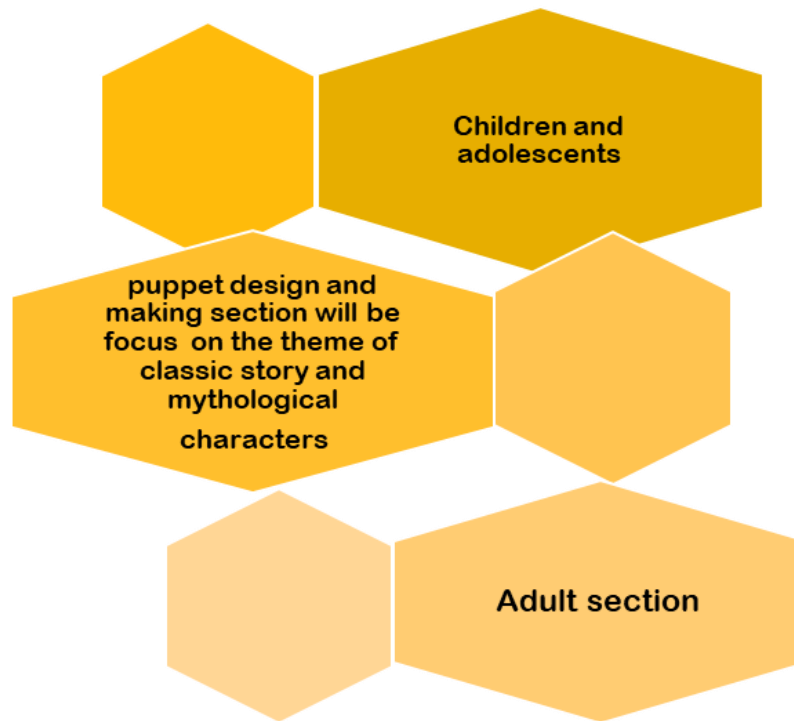 Children and
adolescents
puppet design and
making section will be
focus on the theme of
classic story and
mythological
characters
Adult section